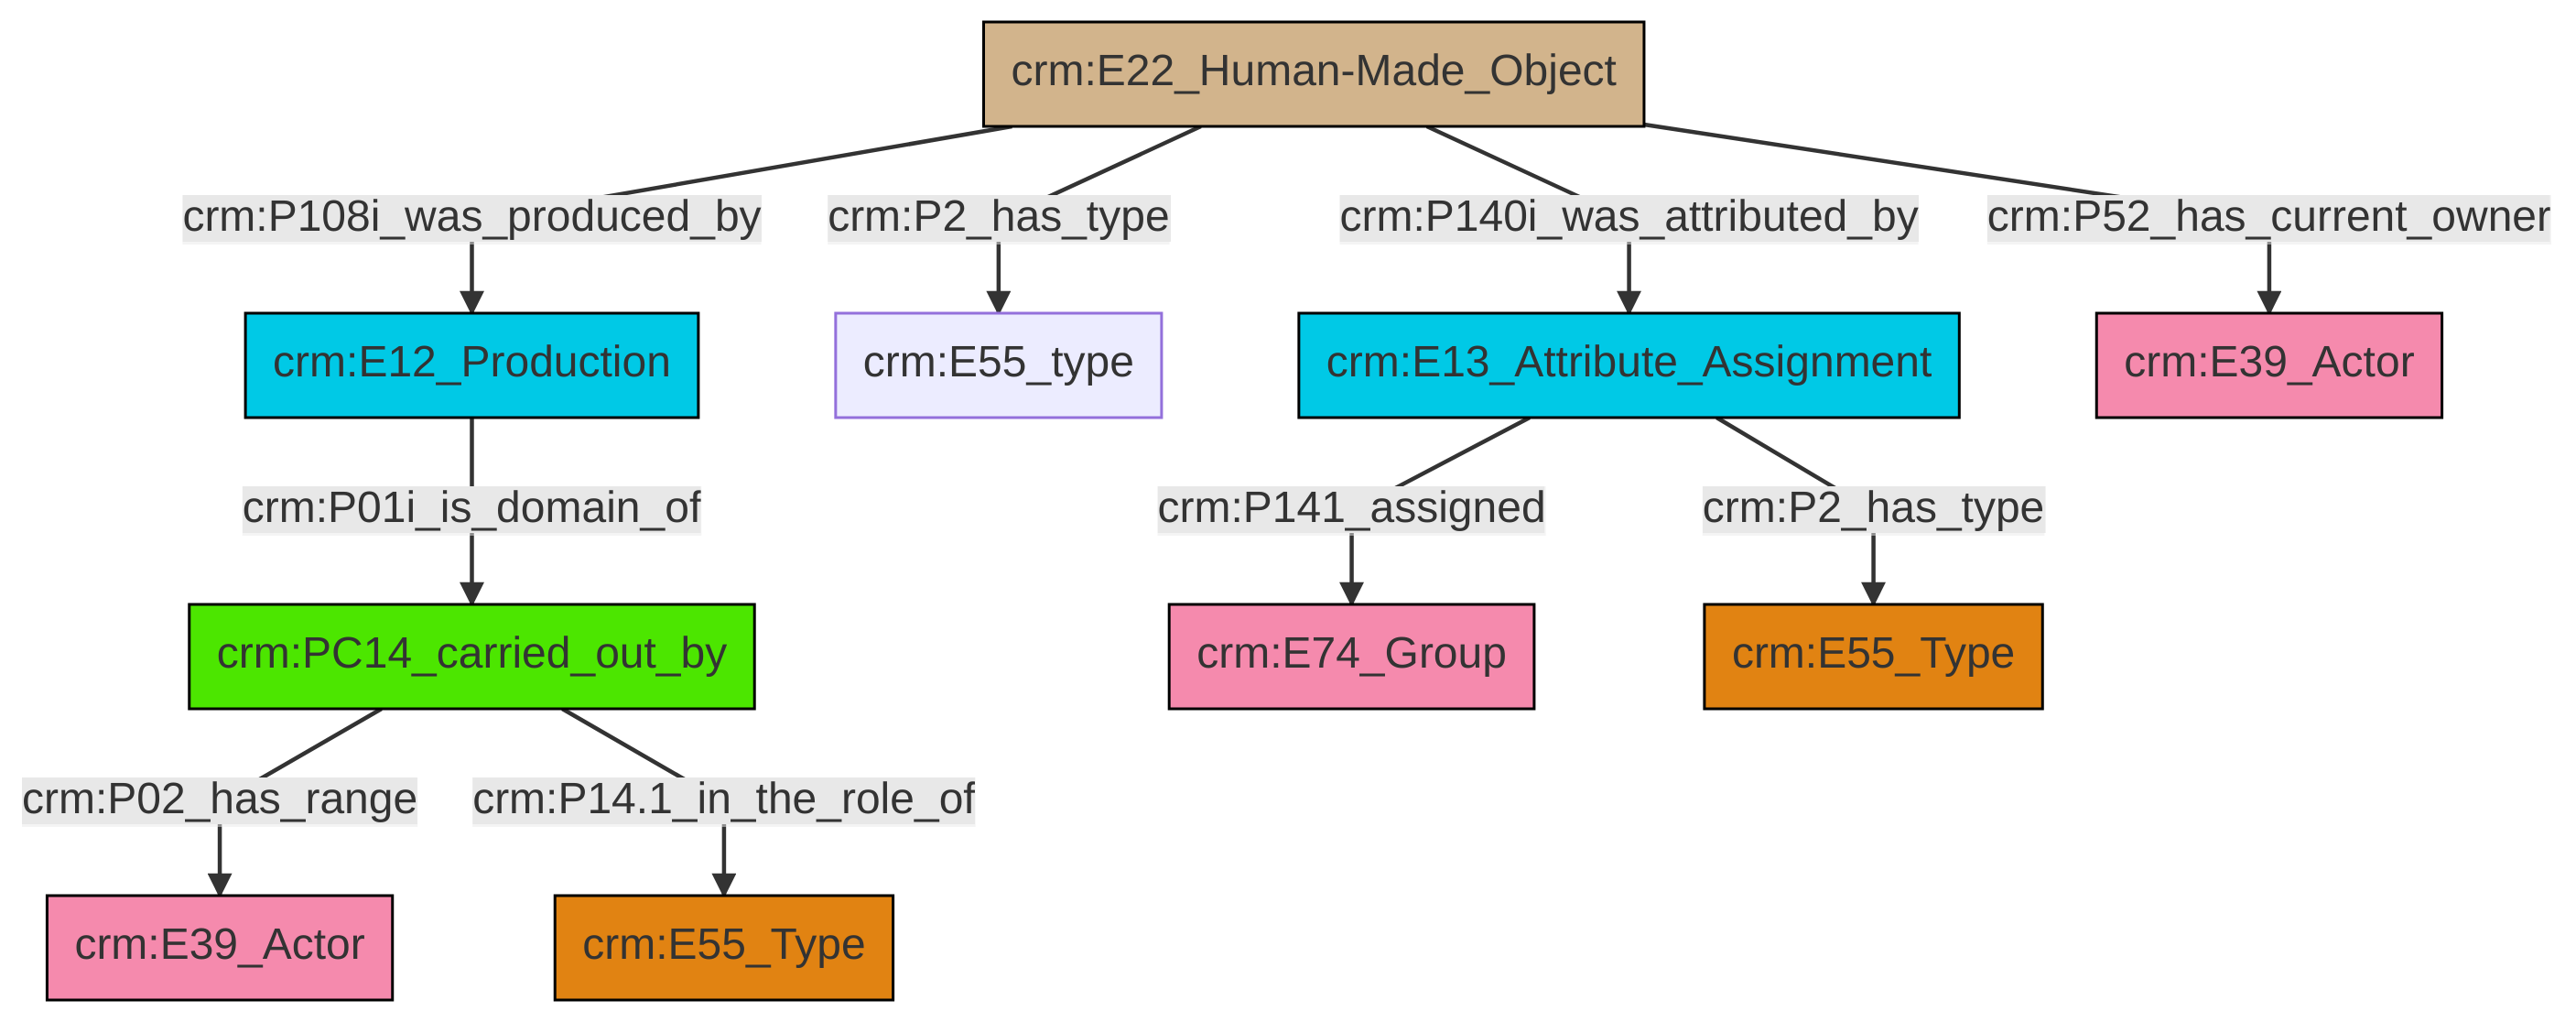 crm:E22_Human-Made_Object
crm:P108i_was_produced_by
crm:P2_has_type
crm:P140i_was_attributed_by
crm:P52_has_current_owner
crm:E12_Production
crm:E55_type
crm:E13_Attribute_Assignment
crm:E39_Actor
crm:P01i_is_domain_of
crm:P141_assigned
crm:P2_has_type
crm:PC14_carried_out_by
crm:E74_Group
crm:E55_Type
crm:P02_has_range
crm:P14.1_in_the_role_of
crm:E39_Actor
crm:E55_Type